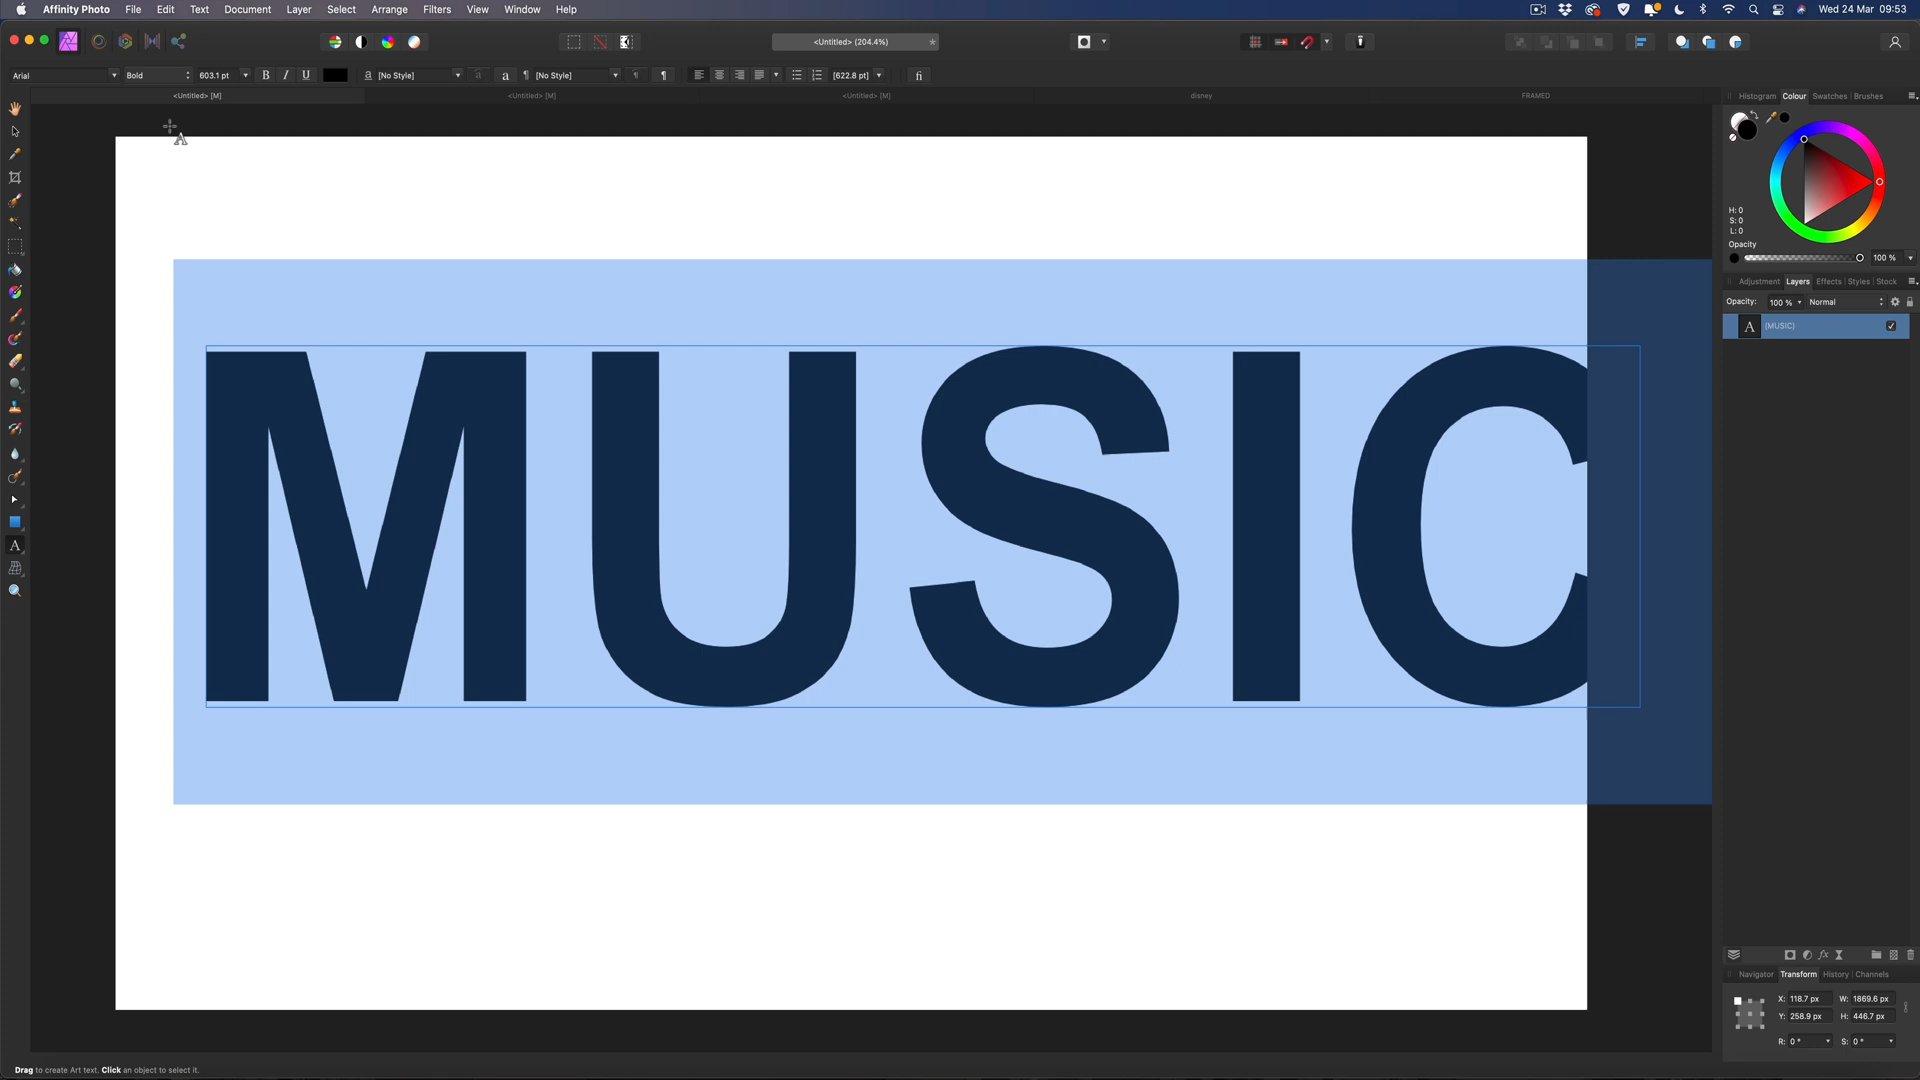 Affinity Photo File Edit Text Document Layer Select Arrange Filters View Window Help Wed 24 Mar 09:53
<Untitled> (204.4%)
Arial Bold 603.1 pt B I U a [No Style] a a ¶ [No Style] ¶ ¶ [622.8 pt] fi
<Untitled> [M] <Untitled> [M] <Untitled> [M] disney FRAMED
Histogram Colour Swatches Brushes
H: 0
S: 0
L: 0
Opacity
100 %
Adjustment Layers Effects Styles Stock
Opacity: 100 % Normal
A (MUSIC)
MUSIC
fx
Navigator Transform History Channels
X: 118.7 px W: 1869.6 px
Y: 258.9 px H: 446.7 px
R: 0 ° S: 0 °
Drag to create Art text. Click an object to select it.